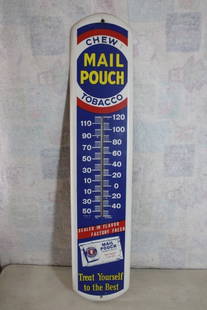 CHEW
MAIL
POUCH
TOBACCO
110 120
90 100
70 80
50 60
30 40
10 20
10 0
30 20
50 40
SEALED IN FLAVOR
FACTORY FRESH
MAIL
POUCH
Treat Yourself
to the Best